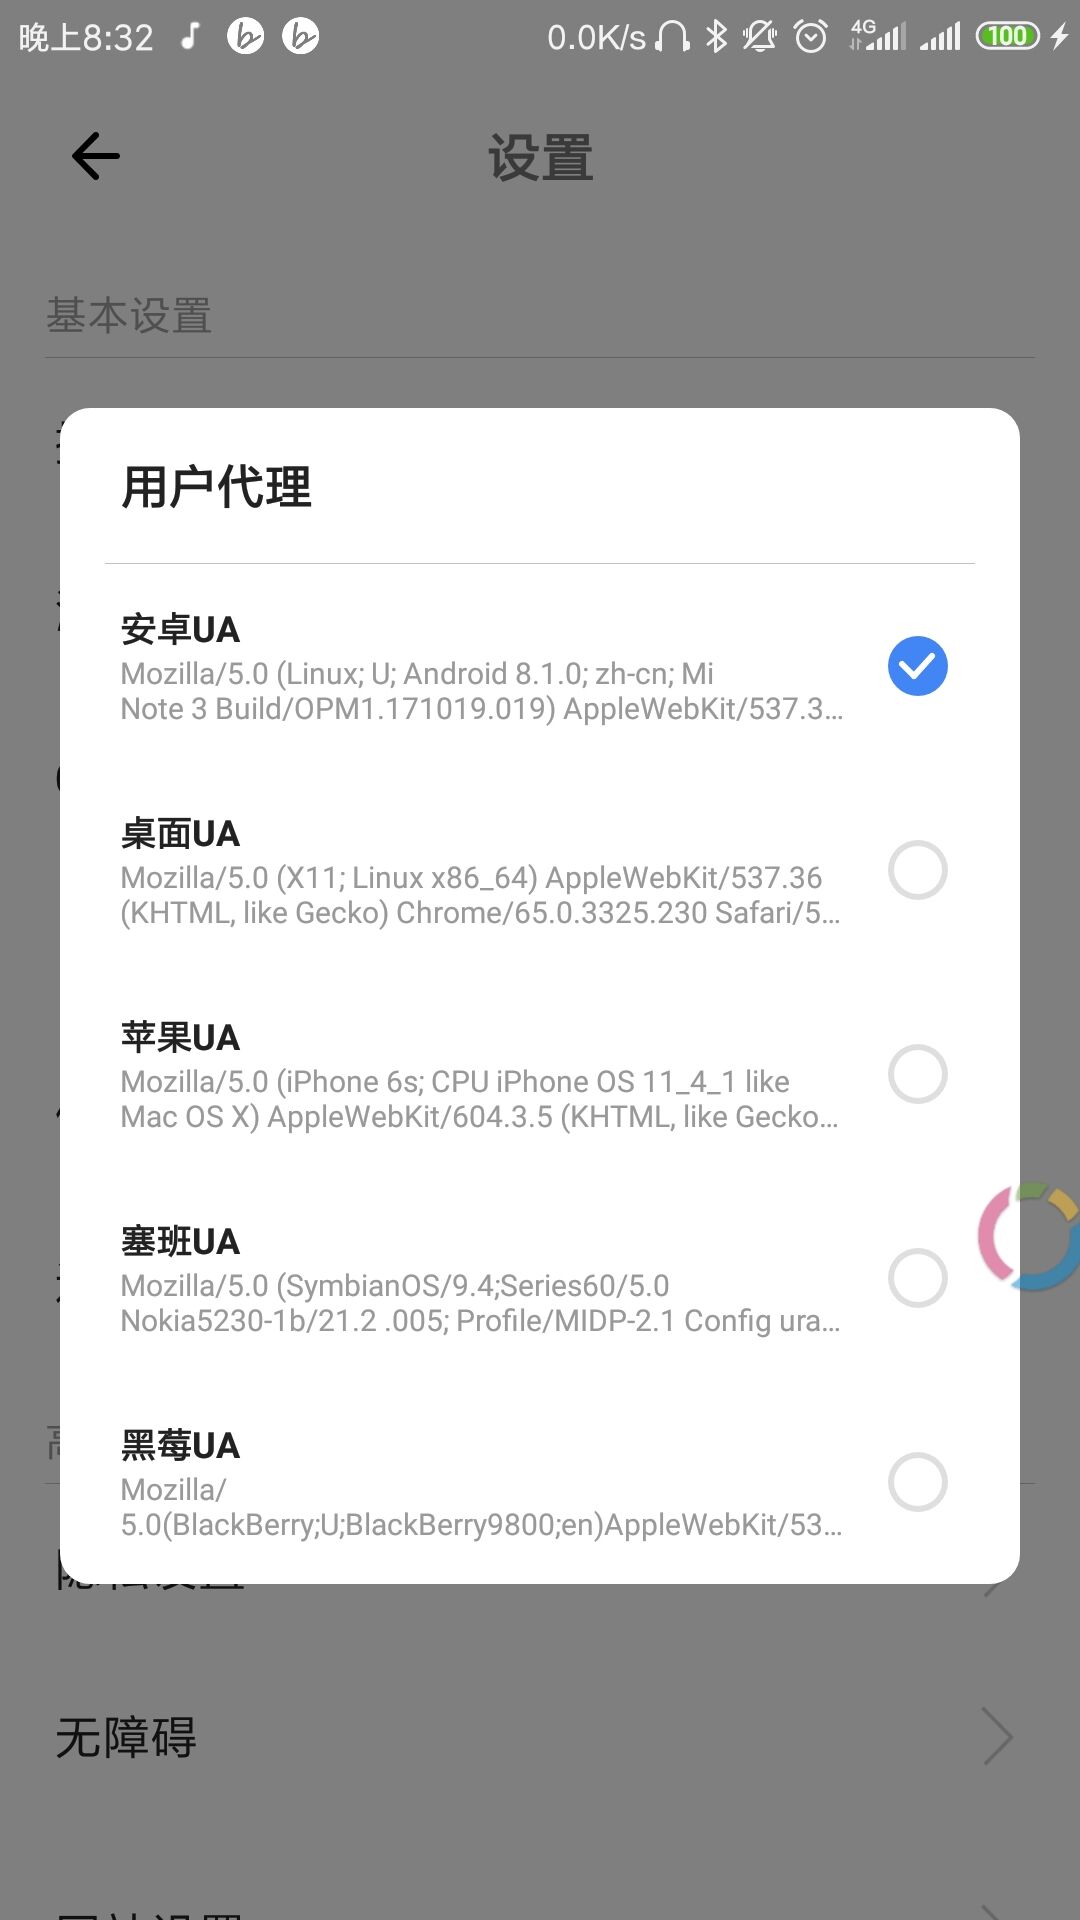 晚上8:32
0.0K/s
4G
100
设置
基本设置
用户代理
安卓UA
Mozilla/5.0 (Linux; U; Android 8.1.0; zh-cn; Mi
Note 3 Build/OPM1.171019.019) AppleWebKit/537.3...
桌面UA
Mozilla/5.0 (X11; Linux x86_64) AppleWebKit/537.36
(KHTML, like Gecko) Chrome/65.0.3325.230 Safari/5...
苹果UA
Mozilla/5.0 (iPhone 6s; CPU iPhone OS 11_4_1 like
Mac OS X) AppleWebKit/604.3.5 (KHTML, like Gecko...
塞班UA
Mozilla/5.0 (SymbianOS/9.4;Series60/5.0
Nokia5230-1b/21.2 .005; Profile/MIDP-2.1 Config ura...
黑莓UA
Mozilla/
5.0(BlackBerry;U;BlackBerry9800;en)AppleWebKit/53...
无障碍